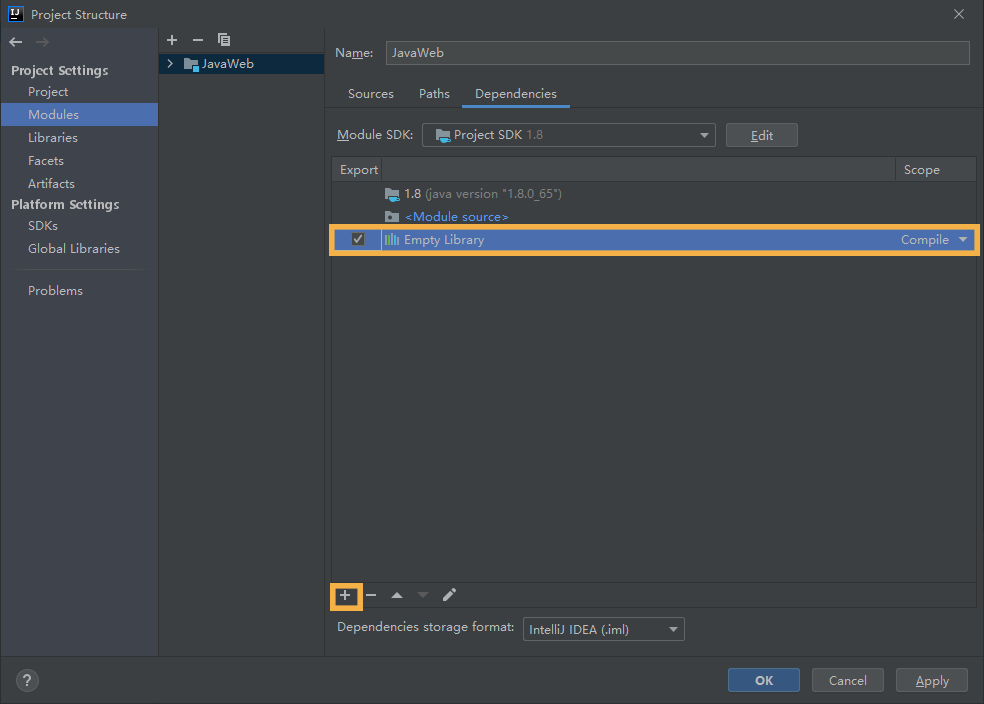 Project Structure
Project Settings
Project
Modules
Libraries
Facets
Artifacts
Platform Settings
SDKs
Global Libraries
Problems
JavaWeb
Name: JavaWeb
Sources Paths Dependencies
Module SDK: Project SDK 1.8 Edit
Export Scope
1.8 (java version "1.8.0_65")
<Module source>
Empty Library Compile
Dependencies storage format: IntelliJ IDEA (.iml)
? OK Cancel Apply